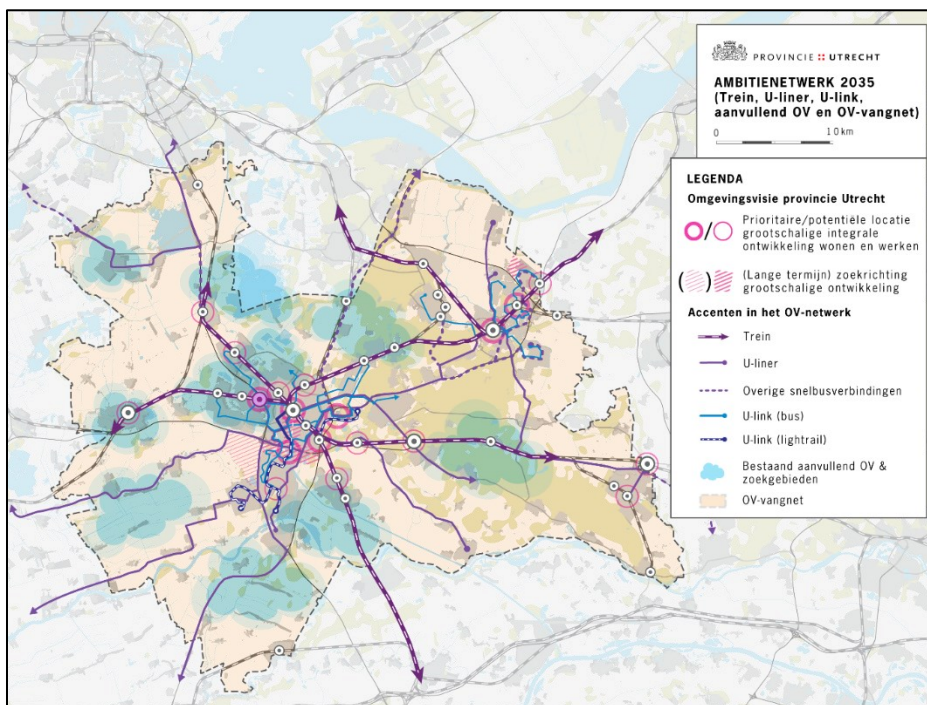 PROVINCIE UTRECHT
AMBITIENETWERK 2035
(Trein, U-liner, U-link,
aanvullend OV en OV-vangnet)
0 10km
LEGENDA
Omgevingsvisie provincie Utrecht
Prioritaire/potentiële locatie
grootschalige integrale
ontwikkeling wonen en werken
(Lange termijn) zoekrichting
grootschalige ontwikkeling
Accenten in het OV-netwerk
Trein
U-liner
Overige snelbusverbindingen
U-link (bus)
U-link (lightrail)
Bestaand aanvullend OV &
zoekgebieden
OV-vangnet